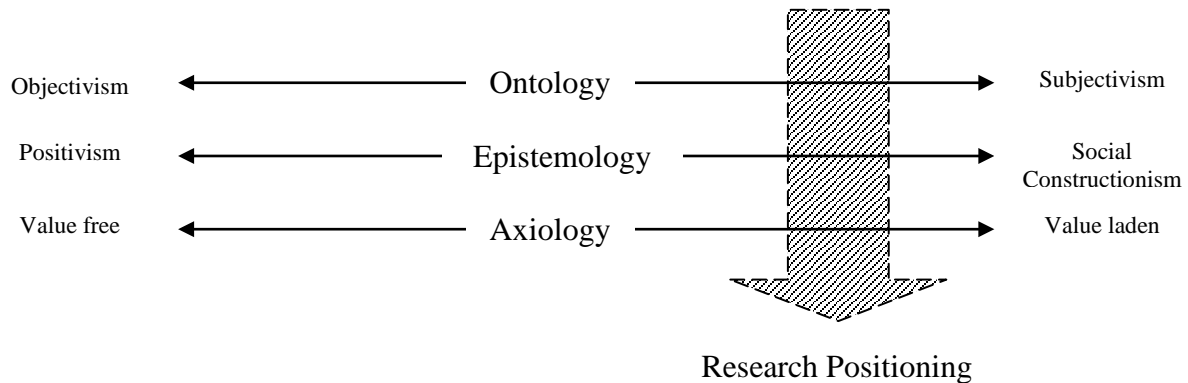 Objectivism
Ontology
Subjectivism
Positivism
Epistemology
Social
Constructionism
Value free
Axiology
Value laden
Research Positioning